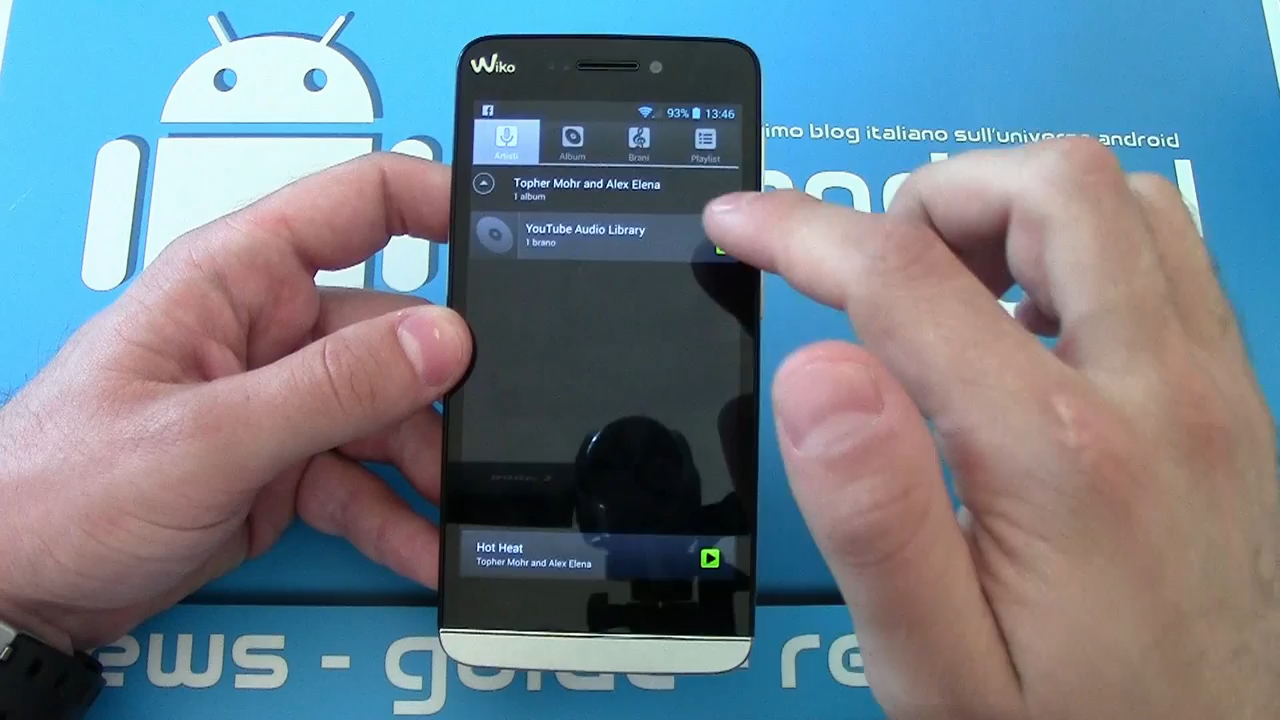 Wiko
93% 13:46
Artisti
Album
Brani
Playlist
imo blog italiano sull'universo android
Topher Mohr and Alex Elena
1 album
YouTube Audio Library
1 brano
Hot Heat
Topher Mohr and Alex Elena
ews - guide - re